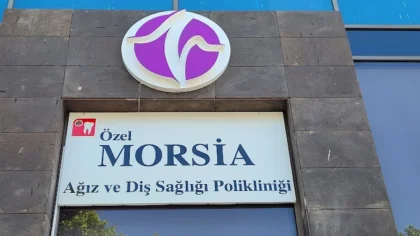 Özel
MORSİA
Ağız ve Diş Sağlığı Polikliniği